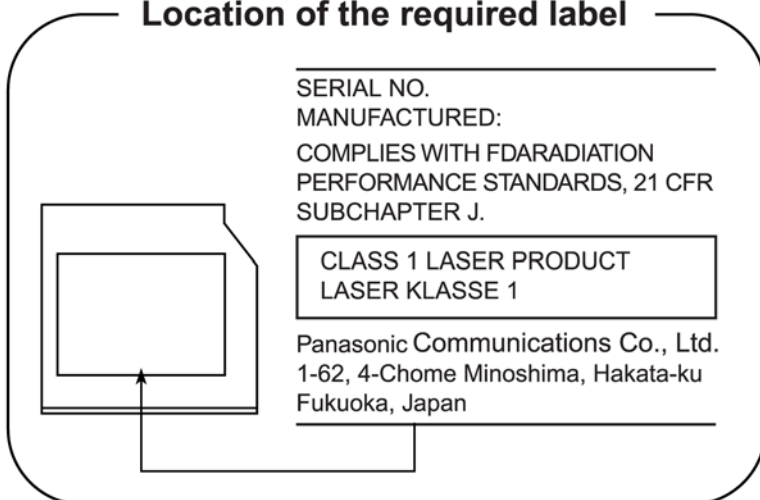 Location of the required label
SERIAL NO.
MANUFACTURED:
COMPLIES WITH FDARADIATION
PERFORMANCE STANDARDS, 21 CFR
SUBCHAPTER J.
CLASS 1 LASER PRODUCT
LASER KLASSE 1
Panasonic Communications Co., Ltd.
1-62, 4-Chome Minoshima, Hakata-ku
Fukuoka, Japan